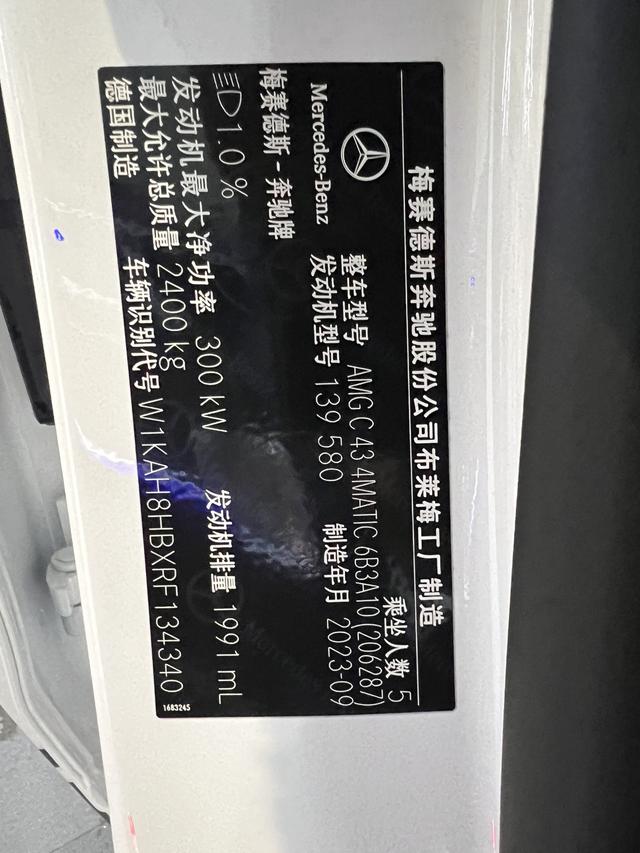 梅赛德斯奔驰股份公司布莱梅工厂制造
Mercedes-Benz
梅赛德斯-奔驰牌
乘坐人数 5
整车型号 AMG C 43 4MATIC 6B3A10 (206287)
发动机型号 139 580
制造年月 2023-09
1.0 %
发动机排量 1991 mL
发动机最大净功率 300 kW
最大允许总质量 2400 kg
车辆识别代号 W1KAH8HBXRF134340
德国制造
1683245